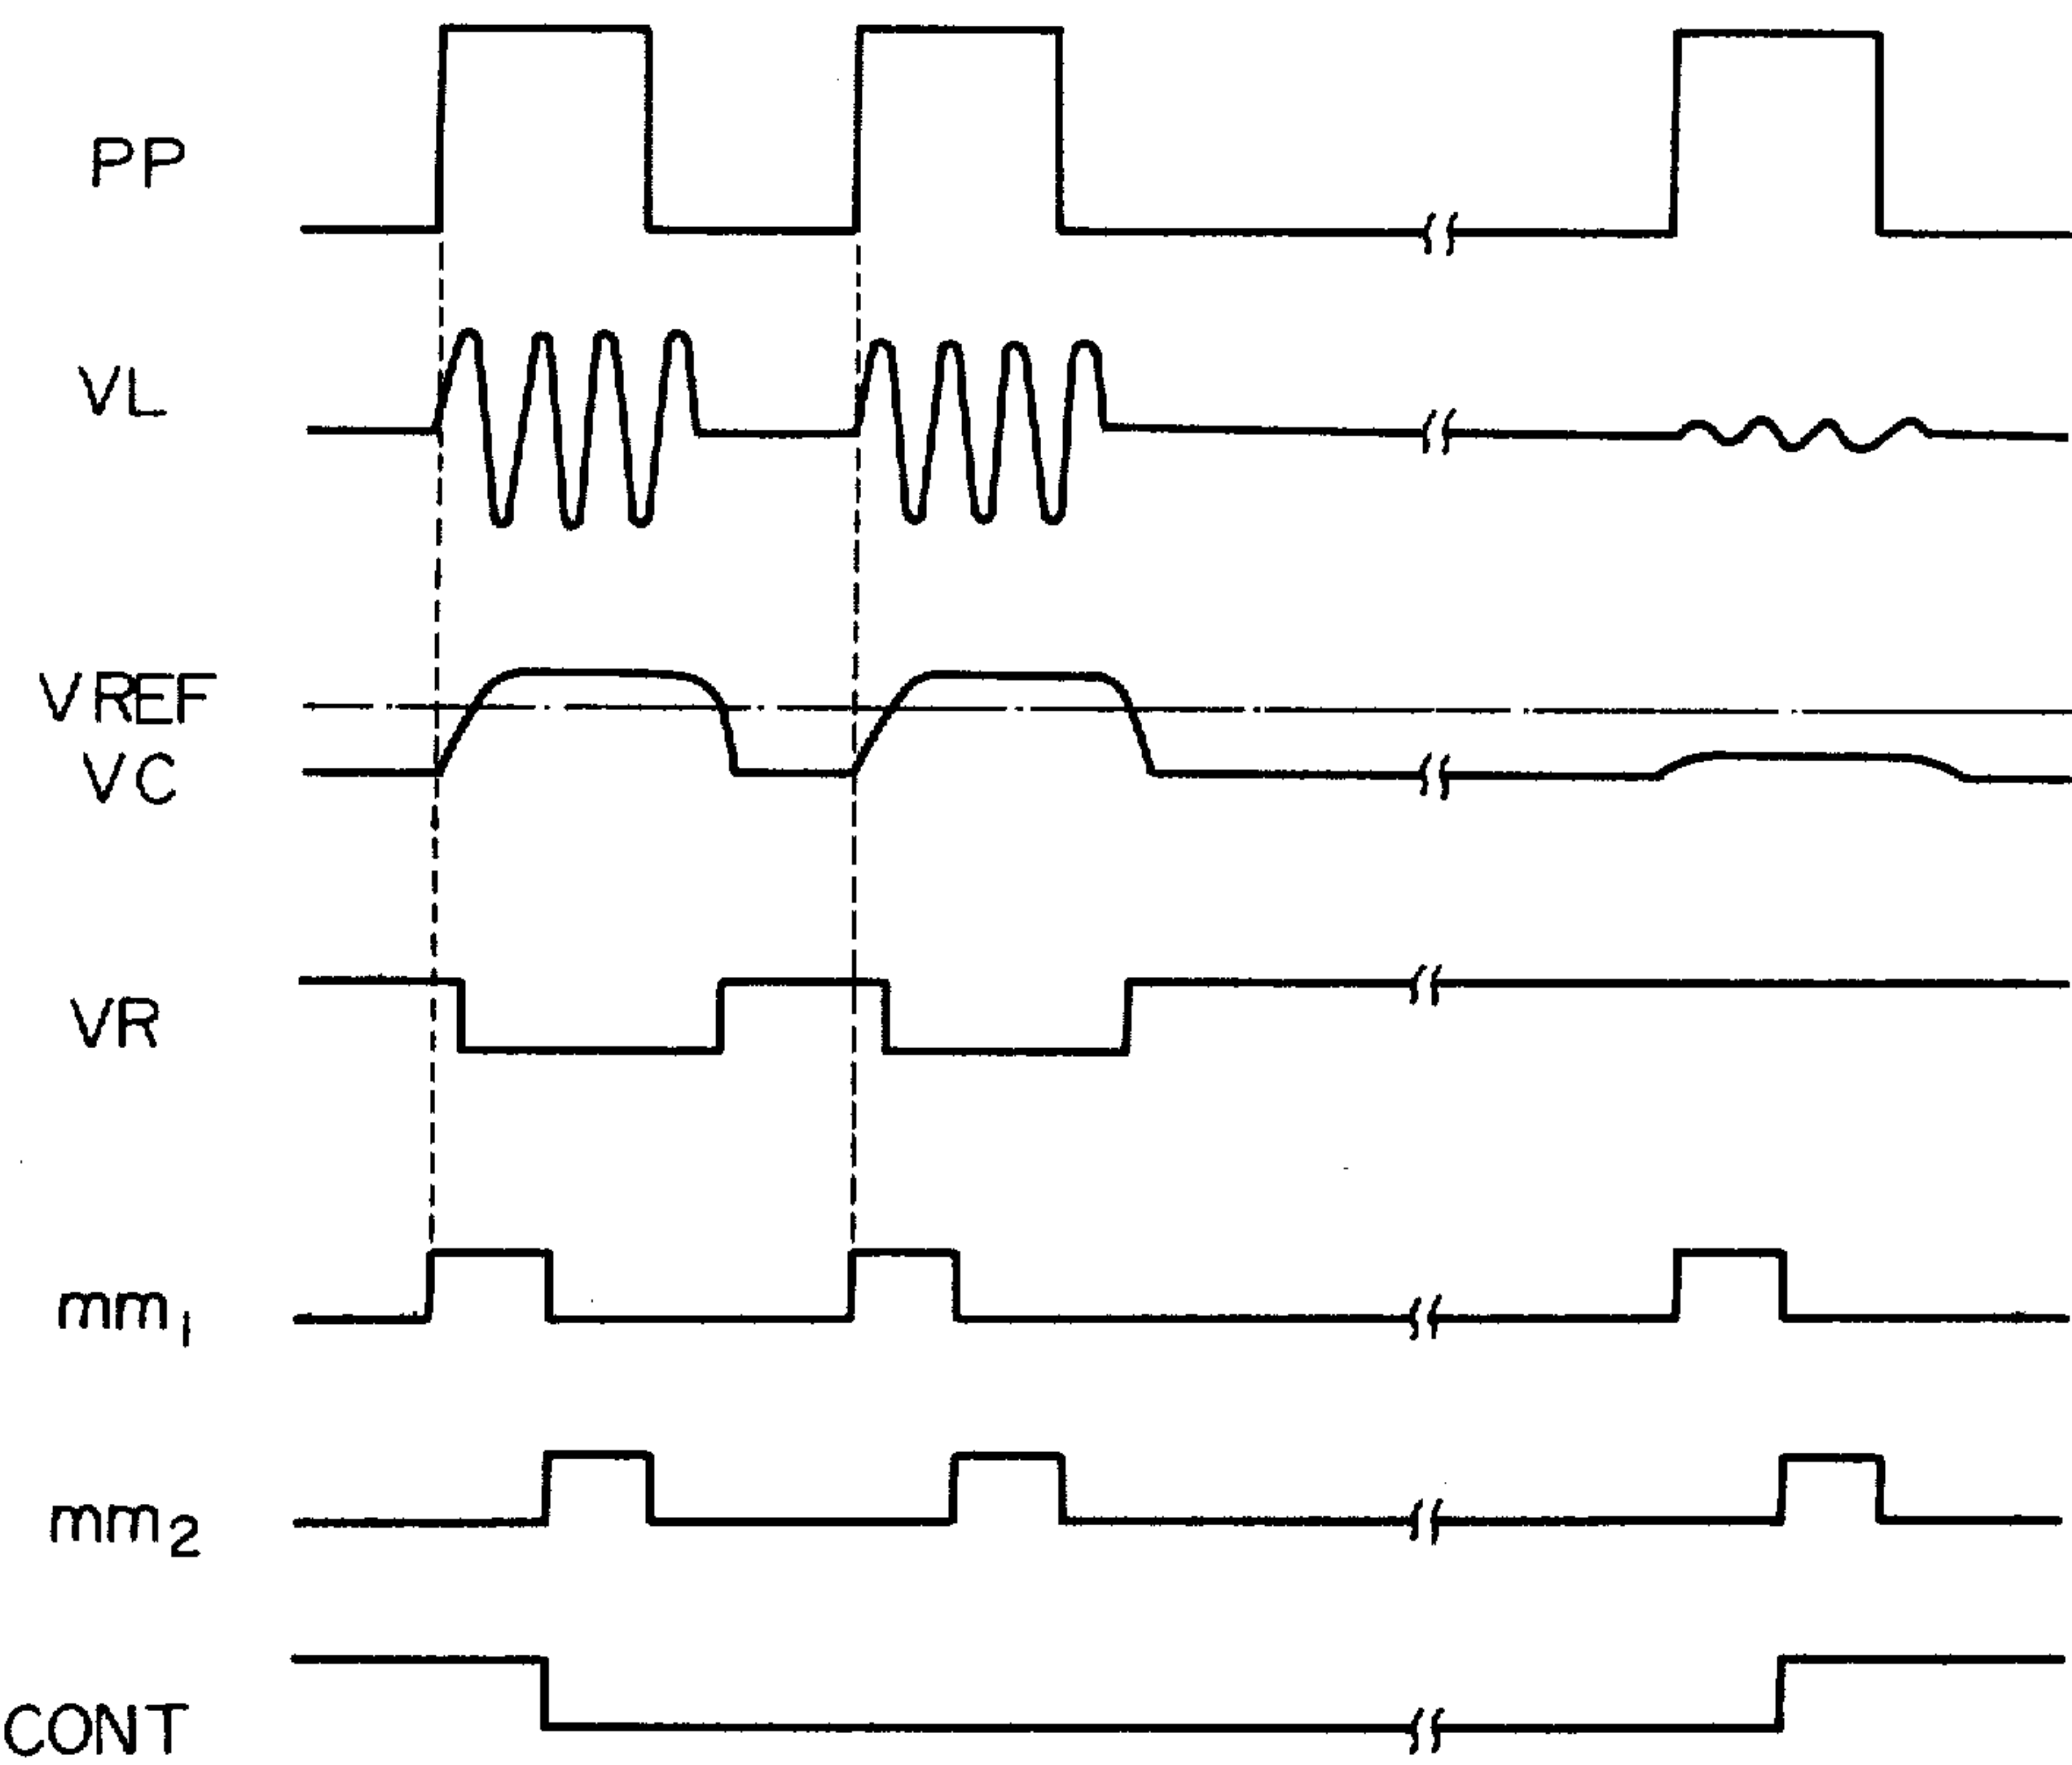 PP
VL
VREF
VC
VR
mm1
mm2
CONT